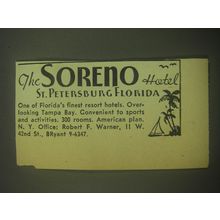 The SORENO Hotel
ST. PETERSBURG FLORIDA
One of Florida's finest resort hotels. Over-
looking Tampa Bay. Convenient to sports
and activities. 300 rooms. American plan.
N. Y. Office: Robert F. Warner, 11 W.
42nd St., BRyant 9-6347.